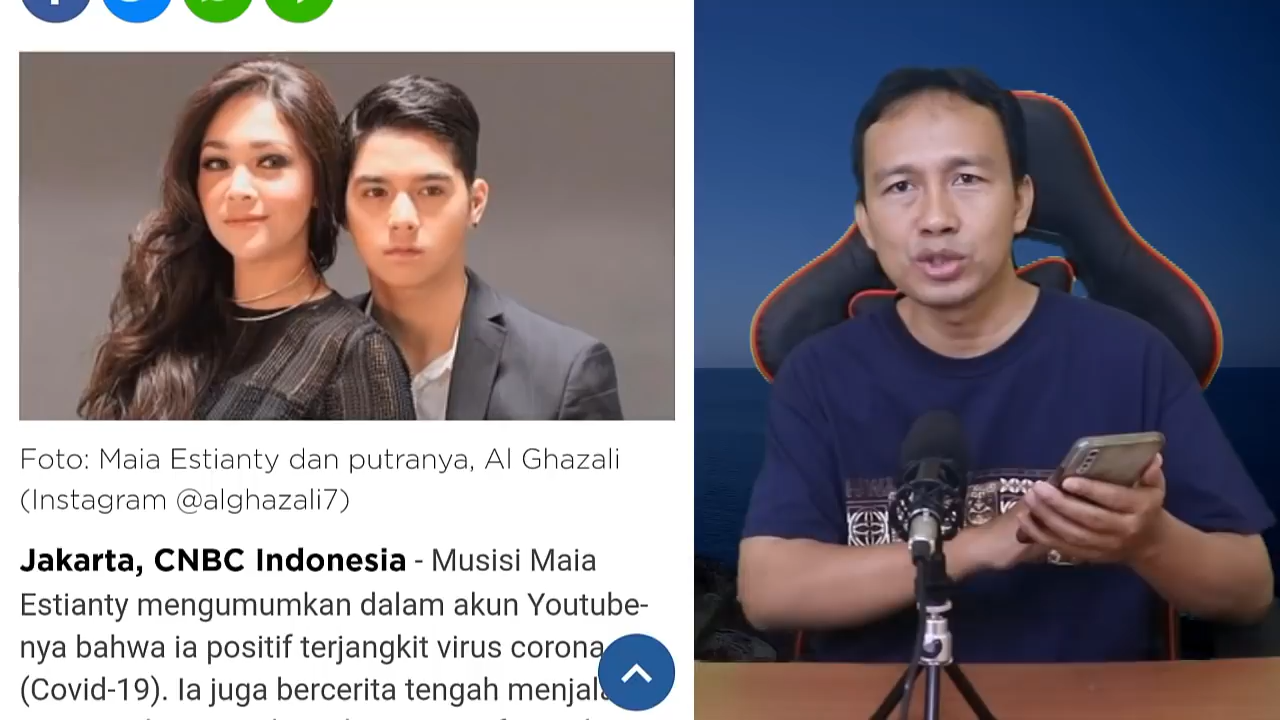 Foto: Maia Estianty dan putranya, Al Ghazali
(Instagram @alghazali7)
Jakarta, CNBC Indonesia - Musisi Maia
Estianty mengumumkan dalam akun Youtube-
nya bahwa ia positif terjangkit virus corona
(Covid-19). Ia juga bercerita tengah